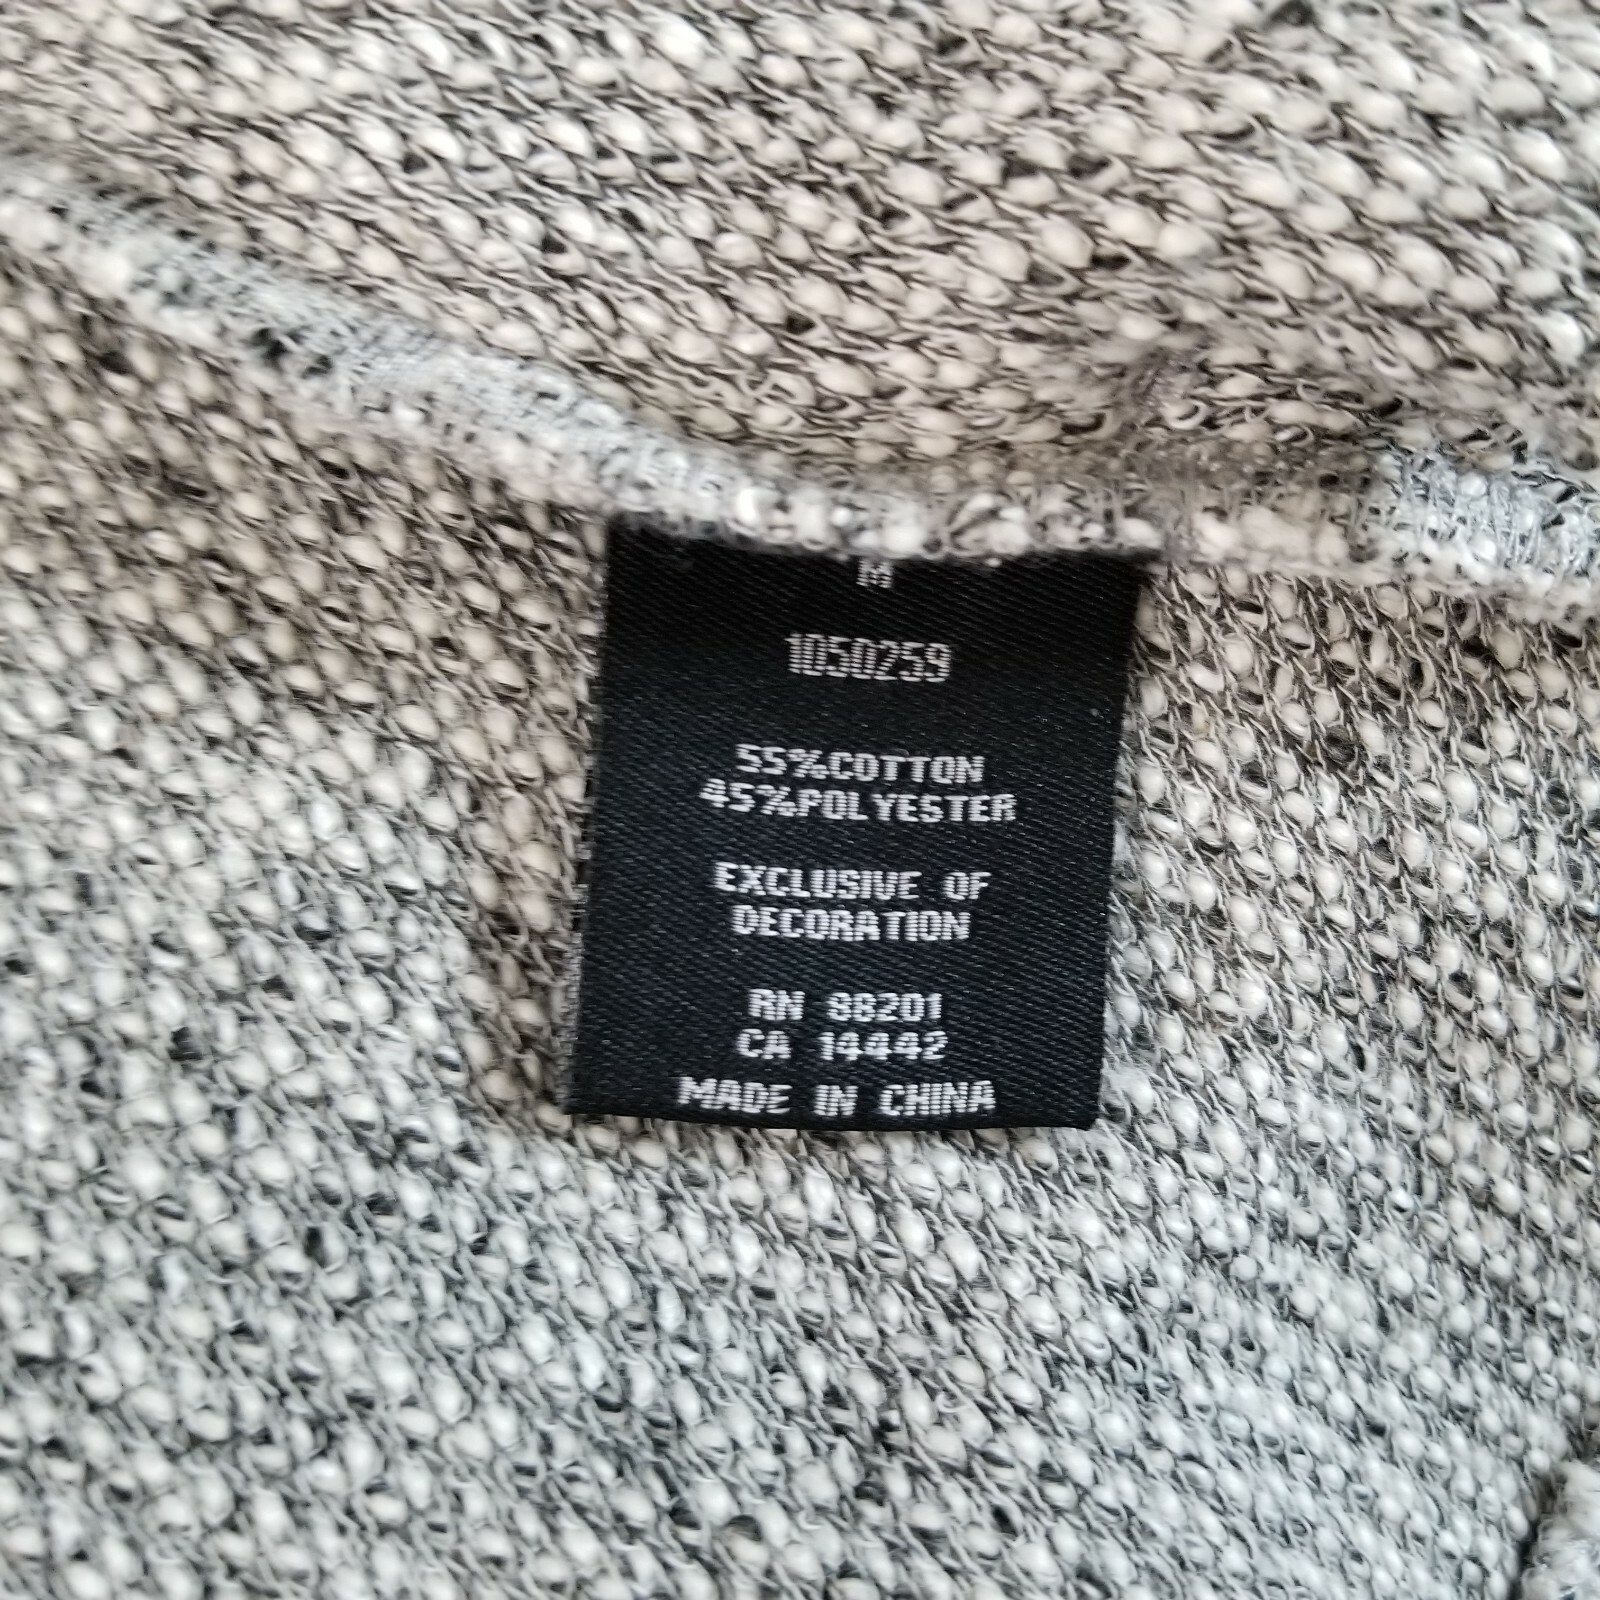 M
1050259
55%COTTON
45%POLYESTER
EXCLUSIVE OF
DECORATION
RN 88201
CA 14442
MADE IN CHINA